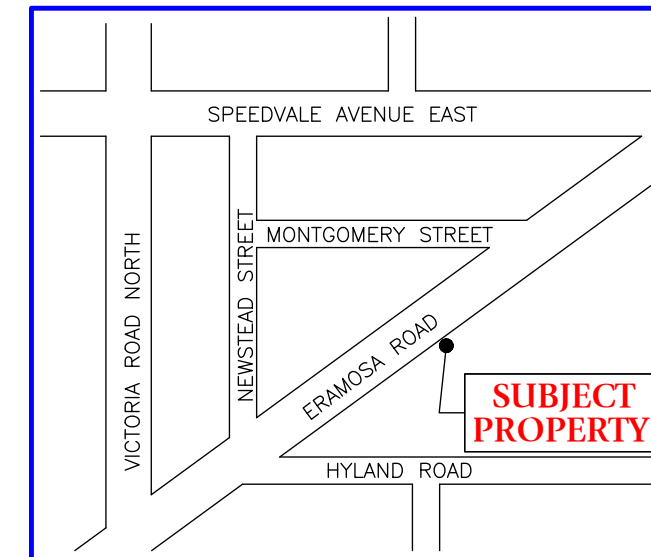 SPEEDVALE AVENUE EAST
MONTGOMERY STREET
NEWSTEAD STREET
VICTORIA ROAD NORTH
ERAMOSA ROAD
SUBJECT
PROPERTY
HYLAND ROAD